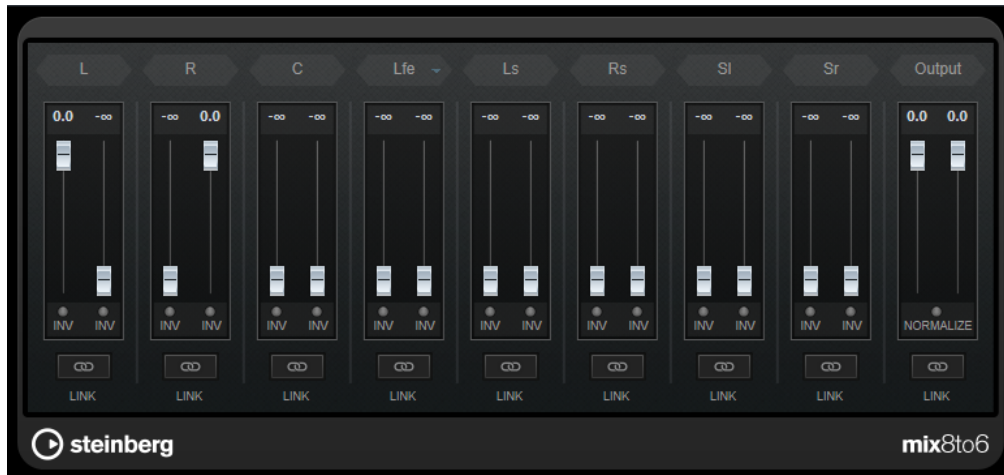 L R C Lfe Ls Rs Sl Sr Output
0.0 -∞ -∞ 0.0 -∞ -∞ -∞ -∞ -∞ -∞ -∞ -∞ -∞ -∞ -∞ -∞ 0.0 0.0
INV INV INV INV INV INV INV INV INV INV INV INV INV INV INV INV NORMALIZE
LINK LINK LINK LINK LINK LINK LINK LINK LINK
steinberg mix8to6